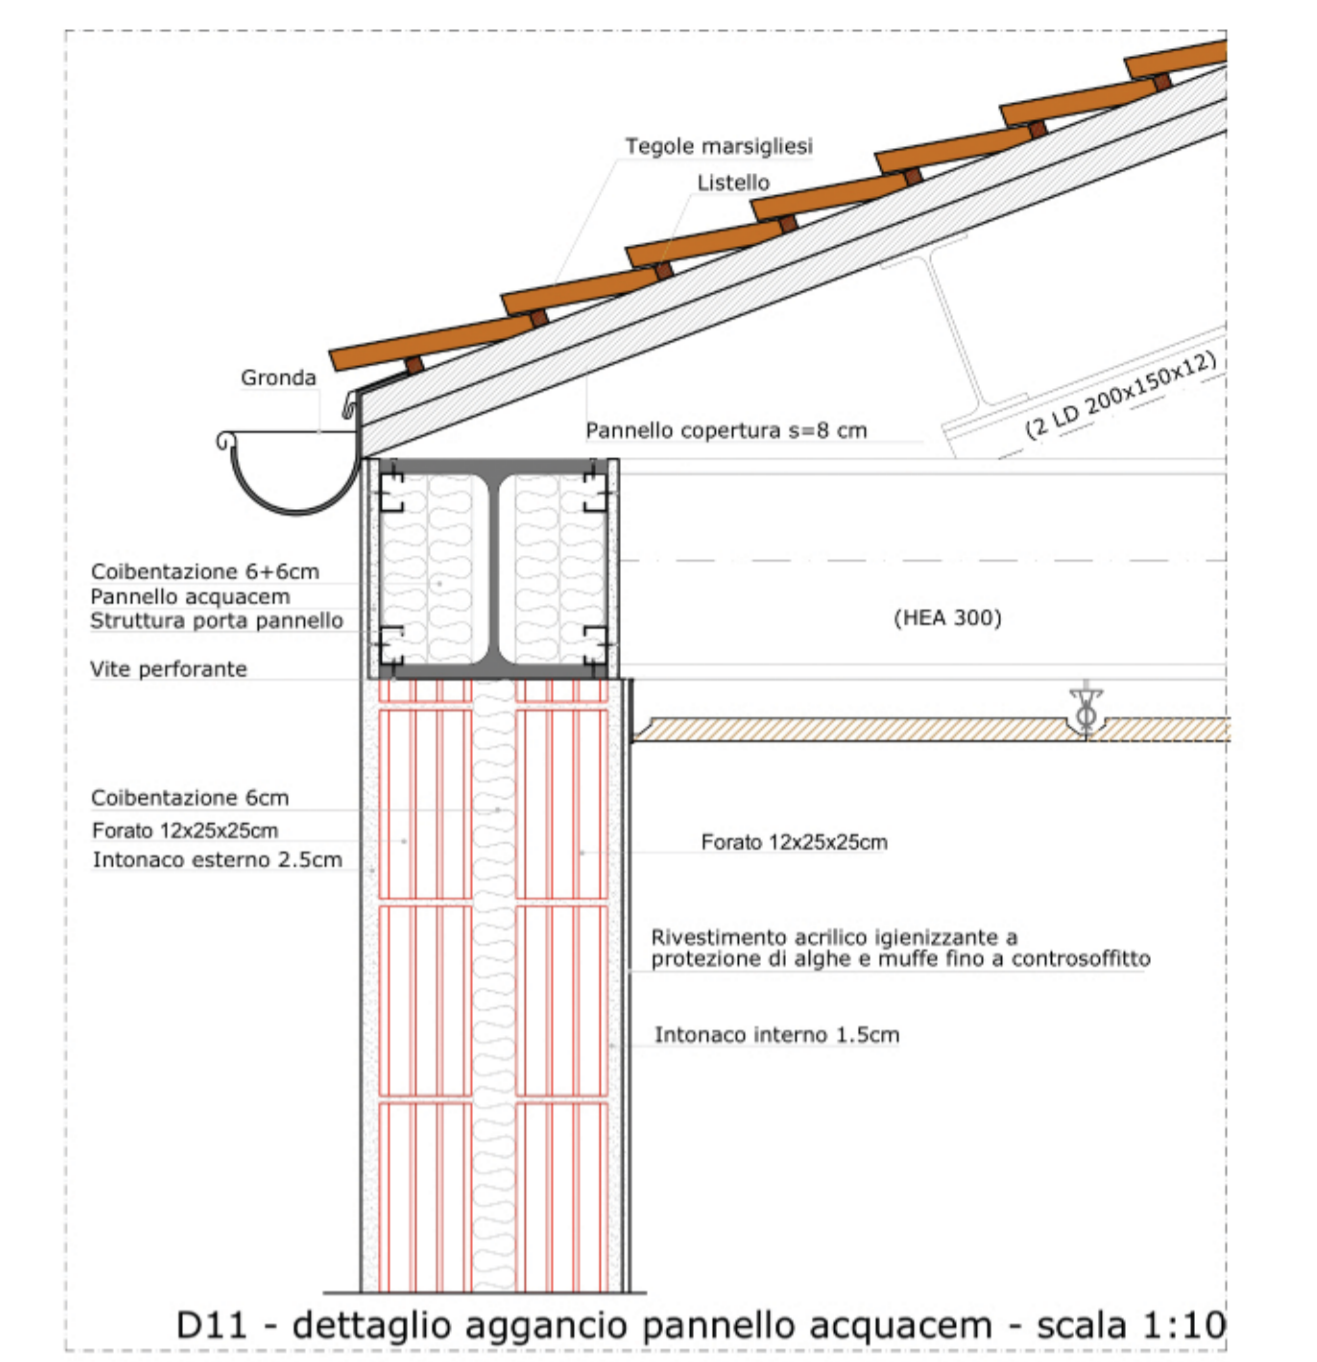 Tegole marsigliesi
Listello
Gronda
Pannello copertura s=8 cm
(2 LD 200x150x12)
Coibentazione 6+6cm
Pannello acquacem
Struttura porta pannello
(HEA 300)
Vite perforante
Coibentazione 6cm
Forato 12x25x25cm
Intonaco esterno 2.5cm
Forato 12x25x25cm
Rivestimento acrilico igienizzante a
protezione di alghe e muffe fino a controsoffitto
Intonaco interno 1.5cm
D11 - dettaglio aggancio pannello acquacem - scala 1:10